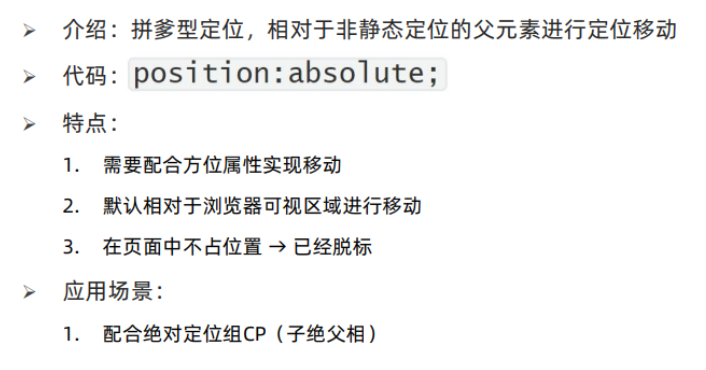 ➢ 介绍：拼爹型定位，相对于非静态定位的父元素进行定位移动
➢ 代码：position:absolute;
➢ 特点：
1. 需要配合方位属性实现移动
2. 默认相对于浏览器可视区域进行移动
3. 在页面中不占位置 → 已经脱标
➢ 应用场景：
1. 配合绝对定位组CP（子绝父相）